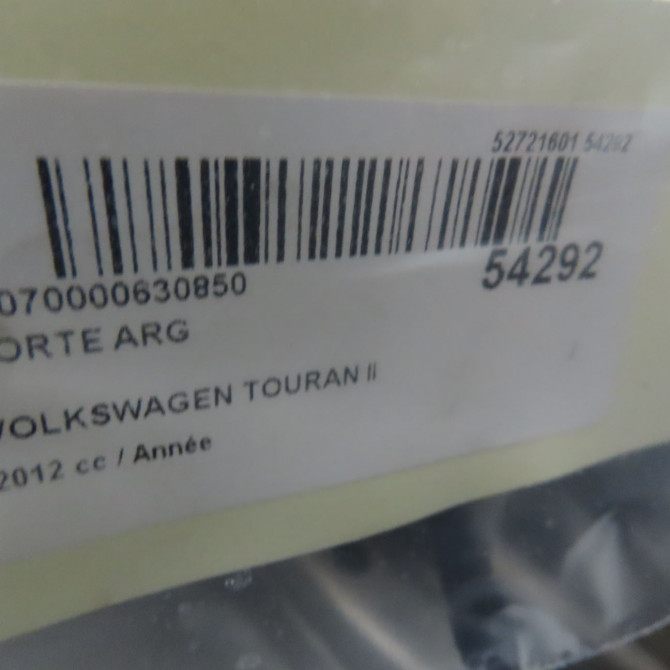 52721601 54292
070000630850
54292
ORTE ARG
VOLKSWAGEN TOURAN II
2012 cc / Année